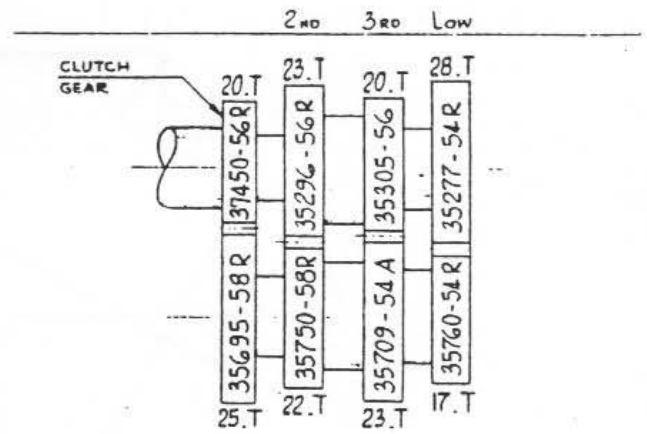 2ND 3RD LOW
CLUTCH
GEAR
20.T 23.T 20.T 28.T
37450-56R 35296-56R 35305-56 35277-54R
35695-58R 35750-58R 35709-54A 35760-54R
25.T 22.T 23.T 17.T